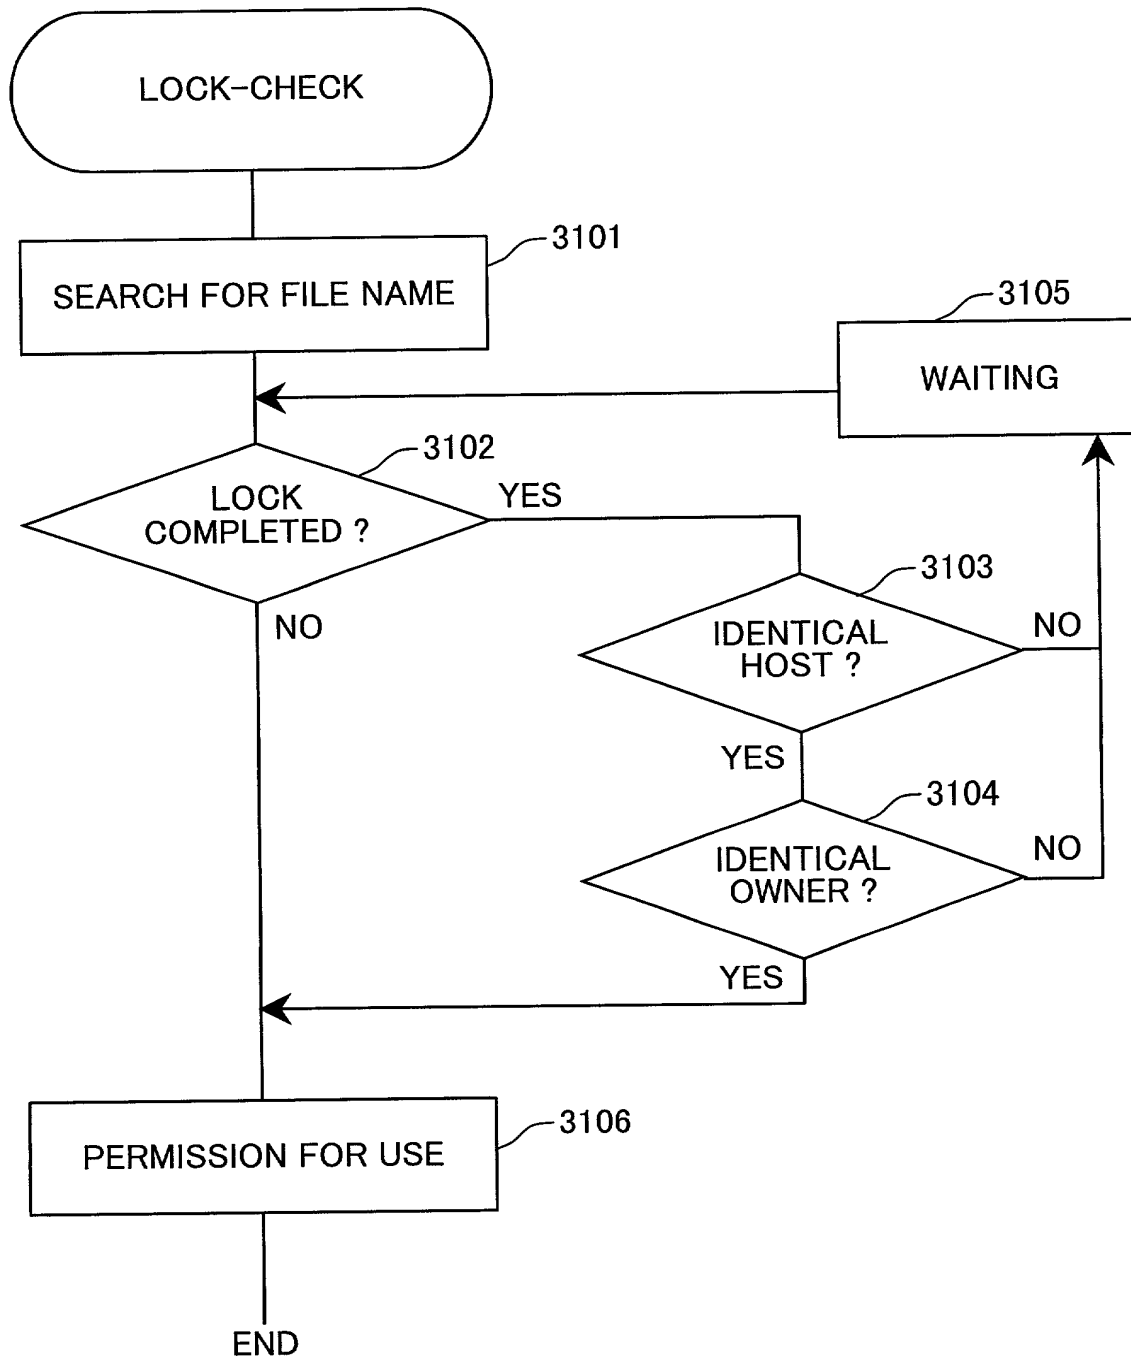 LOCK-CHECK
3101
SEARCH FOR FILE NAME
3105
WAITING
3102
LOCK
COMPLETED ?
YES
NO
3103
IDENTICAL
HOST ?
NO
YES
3104
IDENTICAL
OWNER ?
NO
YES
3106
PERMISSION FOR USE
END